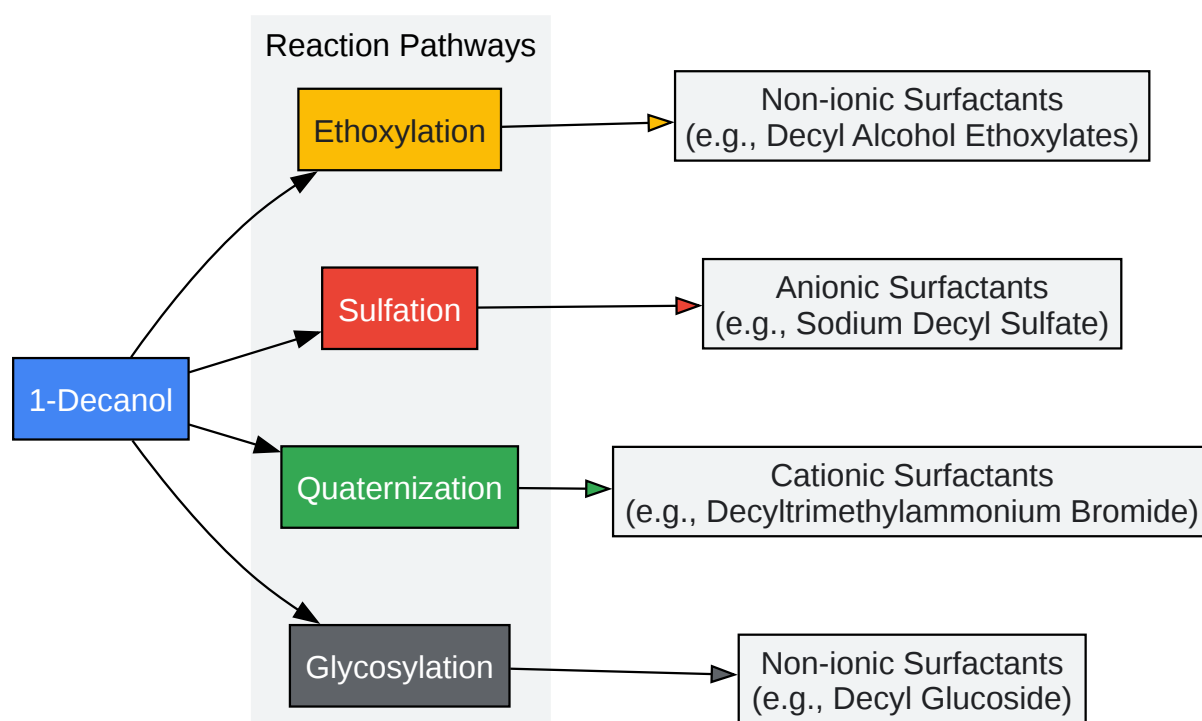 Reaction Pathways
Ethoxylation
Non-ionic Surfactants
(e.g., Decyl Alcohol Ethoxylates)
Sulfation
Anionic Surfactants
(e.g., Sodium Decyl Sulfate)
1-Decanol
Quaternization
Cationic Surfactants
(e.g., Decyltrimethylammonium Bromide)
Glycosylation
Non-ionic Surfactants
(e.g., Decyl Glucoside)